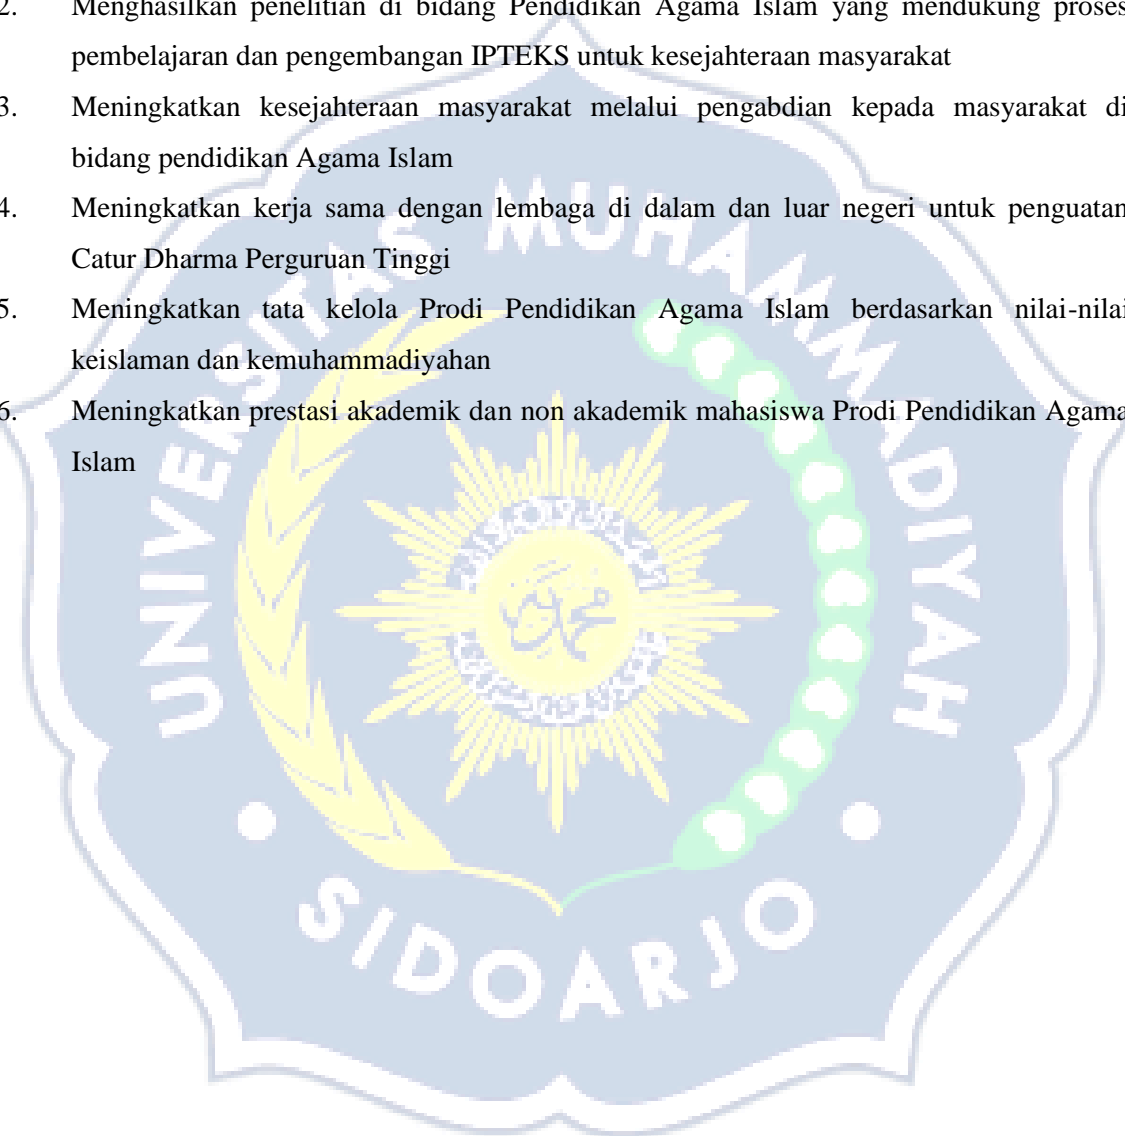 2. Menghasilkan penelitian di bidang Pendidikan Agama Islam yang mendukung proses
pembelajaran dan pengembangan IPTEKS untuk kesejahteraan masyarakat
3. Meningkatkan kesejahteraan masyarakat melalui pengabdian kepada masyarakat di
bidang pendidikan Agama Islam
4. Meningkatkan kerja sama dengan lembaga di dalam dan luar negeri untuk penguatan
Catur Dharma Perguruan Tinggi
5. Meningkatkan tata kelola Prodi Pendidikan Agama Islam berdasarkan nilai-nilai
keislaman dan kemuhammadiyahan
6. Meningkatkan prestasi akademik dan non akademik mahasiswa Prodi Pendidikan Agama
Islam
UNIVERSITAS MUHAMMADIYAH
SIDOARJO